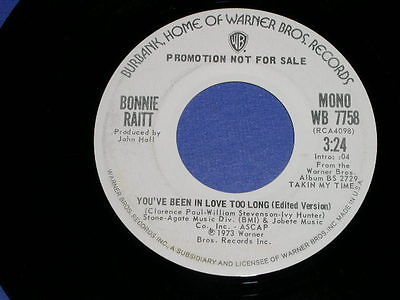 BURBANK, HOME OF WARNER BROS. RECORDS
WB
PROMOTION NOT FOR SALE
BONNIE
RAITT
Produced by
John Hall
MONO
WB 7758
(RCA4098)
3:24
Intro: :04
From the
Warner Bros.
Album BS 2729
TAKIN MY TIME
YOU'VE BEEN IN LOVE TOO LONG (Edited Version)
(Clarence Paul-William Stevenson-Ivy Hunter)
Stone-Agate Music Div. (BMI) & Jobete Music
Co., Inc. - ASCAP
℗ 1973 Warner
Bros. Records Inc.
WARNER BROS. RECORDS INC., A SUBSIDIARY AND LICENSEE OF WARNER BROS. INC. MADE IN U.S.A.